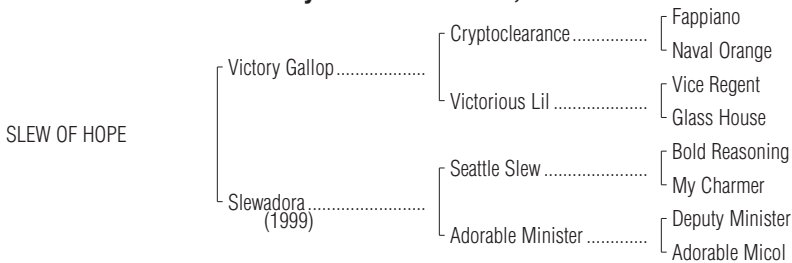 Fappiano
Cryptoclearance....................
Naval Orange
Victory Gallop...................
Vice Regent
Victorious Lil .....................
Glass House
SLEW OF HOPE
Bold Reasoning
Seattle Slew .......................
My Charmer
Slewadora.........................
(1999)
Deputy Minister
Adorable Minister .............
Adorable Micol